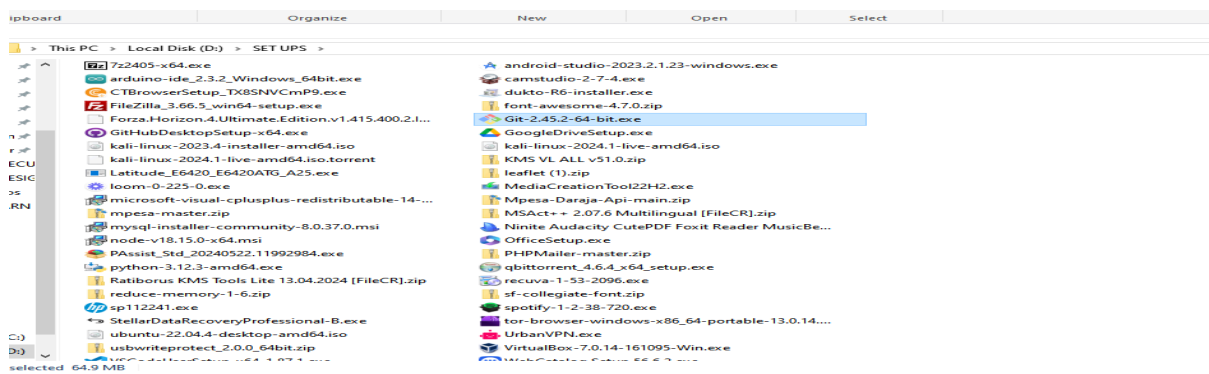 ipboard Organize New Open Select
> This PC > Local Disk (D:) > SET UPS >
7z2405-x64.exe android-studio-2023.2.1.23-windows.exe
arduino-ide_2.3.2_Windows_64bit.exe camstudio-2-7-4.exe
CTBrowserSetup_TX8SNVCmP9.exe dukto-R6-installer.exe
FileZilla_3.66.5_win64-setup.exe font-awesome-4.7.0.zip
Forza.Horizon.4.Ultimate.Edition.v1.415.400.2.I... Git-2.45.2-64-bit.exe
GitHubDesktopSetup-x64.exe GoogleDriveSetup.exe
kali-linux-2023.4-installer-amd64.iso kali-linux-2024.1-live-amd64.iso
kali-linux-2024.1-live-amd64.iso.torrent KMS VL ALL v51.0.zip
ECU Latitude_E6420_E6420ATG_A25.exe leaflet (1).zip
ESIG loom-0-225-0.exe MediaCreationTool22H2.exe
os microsoft-visual-cplusplus-redistributable-14-... Mpesa-Daraja-Api-main.zip
RN mpesa-master.zip MSAct++ 2.07.6 Multilingual [FileCR].zip
mysql-installer-community-8.0.37.0.msi Ninite Audacity CutePDF Foxit Reader MusicBe...
node-v18.15.0-x64.msi OfficeSetup.exe
PAssist_Std_20240522.11992984.exe PHPMailer-master.zip
python-3.12.3-amd64.exe qbittorrent_4.6.4_x64_setup.exe
Ratiborus KMS Tools Lite 13.04.2024 [FileCR].zip recuva-1-53-2096.exe
reduce-memory-1-6.zip sf-collegiate-font.zip
sp112241.exe spotify-1-2-38-720.exe
StellarDataRecoveryProfessional-B.exe tor-browser-windows-x86_64-portable-13.0.14....
C:) ubuntu-22.04.4-desktop-amd64.iso UrbanVPN.exe
D:) usbwriteprotect_2.0.0_64bit.zip VirtualBox-7.0.14-161095-Win.exe
selected 64.9 MB